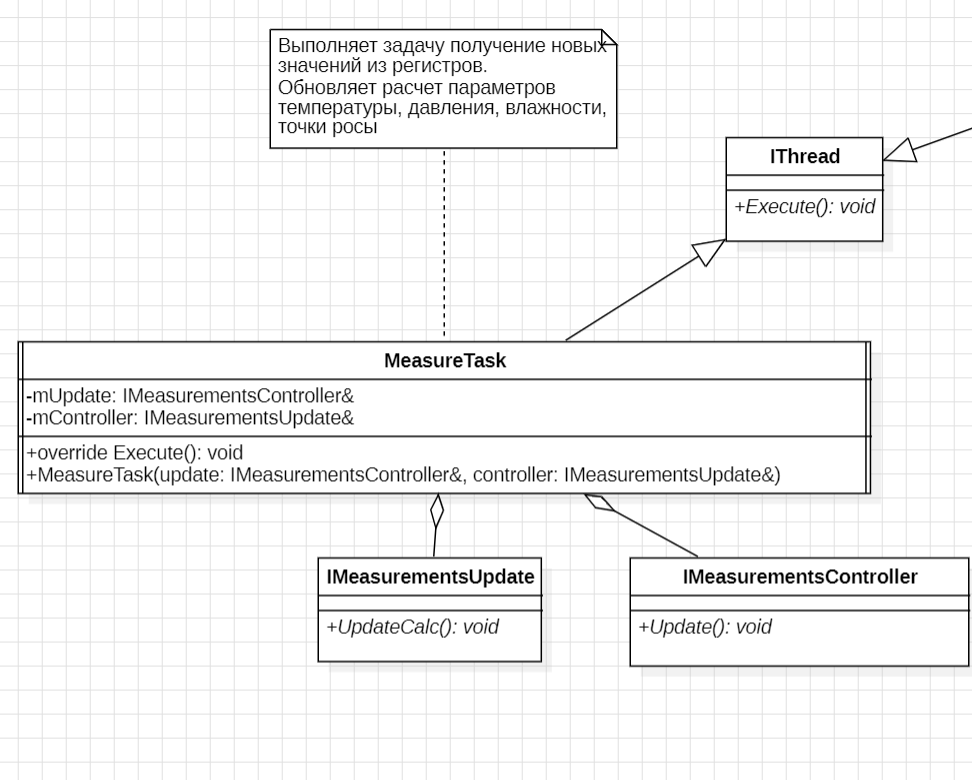 Выполняет задачу получение новых
значений из регистров.
Обновляет расчет параметров
температуры, давления, влажности,
точки росы
IThread
+Execute(): void
MeasureTask
-mUpdate: IMeasurementsController&
-mController: IMeasurementsUpdate&
+override Execute(): void
+MeasureTask(update: IMeasurementsController&, controller: IMeasurementsUpdate&)
IMeasurementsUpdate
+UpdateCalc(): void
IMeasurementsController
+Update(): void